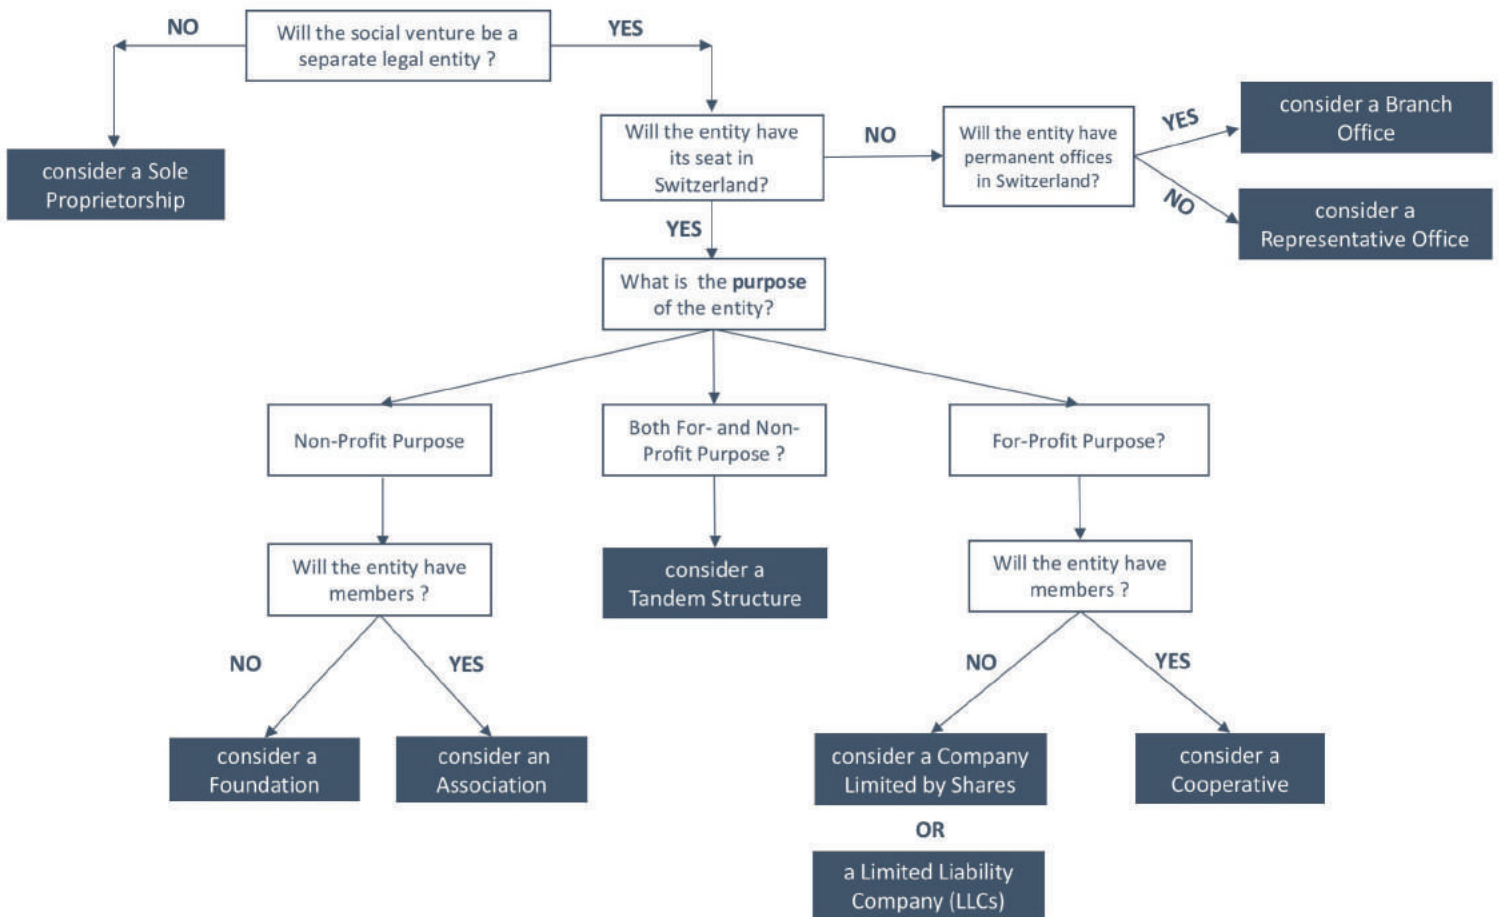 NO
Will the social venture be a
separate legal entity ?
YES
consider a Sole
Proprietorship
Will the entity have
its seat in
Switzerland?
NO
Will the entity have
permanent offices
in Switzerland?
YES
consider a Branch
Office
NO
consider a
Representative Office
YES
What is the purpose
of the entity?
Non-Profit Purpose
Both For- and Non-
Profit Purpose ?
For-Profit Purpose?
Will the entity have
members ?
consider a
Tandem Structure
Will the entity have
members ?
NO
YES
NO
YES
consider a
Foundation
consider an
Association
consider a Company
Limited by Shares
consider a
Cooperative
OR
a Limited Liability
Company (LLCs)